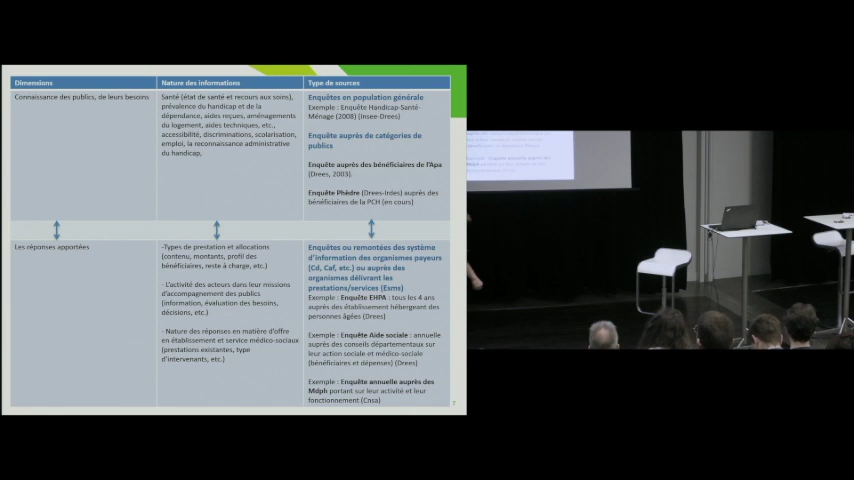 Dimensions
Nature des informations
Type de sources
Connaissance des publics, de leurs besoins
Santé (état de santé et recours aux soins),
prévalence du handicap et de la
dépendance, aides reçues, aménagements
du logement, aides techniques, etc.,
accessibilité, discriminations, scolarisation,
emploi, la reconnaissance administrative
du handicap,
Enquêtes en population générale
Exemple : Enquête Handicap-Santé-
Ménage (2008) (Insee-Drees)
Enquête auprès de catégories de
publics
Enquête auprès des bénéficiaires de l'Apa
(Drees, 2003).
Enquête Phèdre (Drees-Irdes) auprès des
bénéficiaires de la PCH (en cours)
Les réponses apportées
-Types de prestation et allocations
(contenu, montants, profil des
bénéficiaires, reste à charge, etc.)
- L'activité des acteurs dans leur missions
d'accompagnement des publics
(information, évaluation des besoins,
décisions, etc.)
- Nature des réponses en matière d'offre
en établissement et service médico-sociaux
(prestations existantes, type
d'intervenants, etc.)
Enquêtes ou remontées des système
d'information des organismes payeurs
(Cd, Caf, etc.) ou auprès des
organismes délivrant les
prestations/services (Esms)
Exemple : Enquête EHPA : tous les 4 ans
auprès des établissement hébergeant des
personnes âgées (Drees)
Exemple : Enquête Aide sociale : annuelle
auprès des conseils départementaux sur
leur action sociale et médico-sociale
(bénéficiaires et dépenses) (Drees)
Exemple : Enquête annuelle auprès des
Mdph portant sur leur activité et leur
fonctionnement (Cnsa)
7